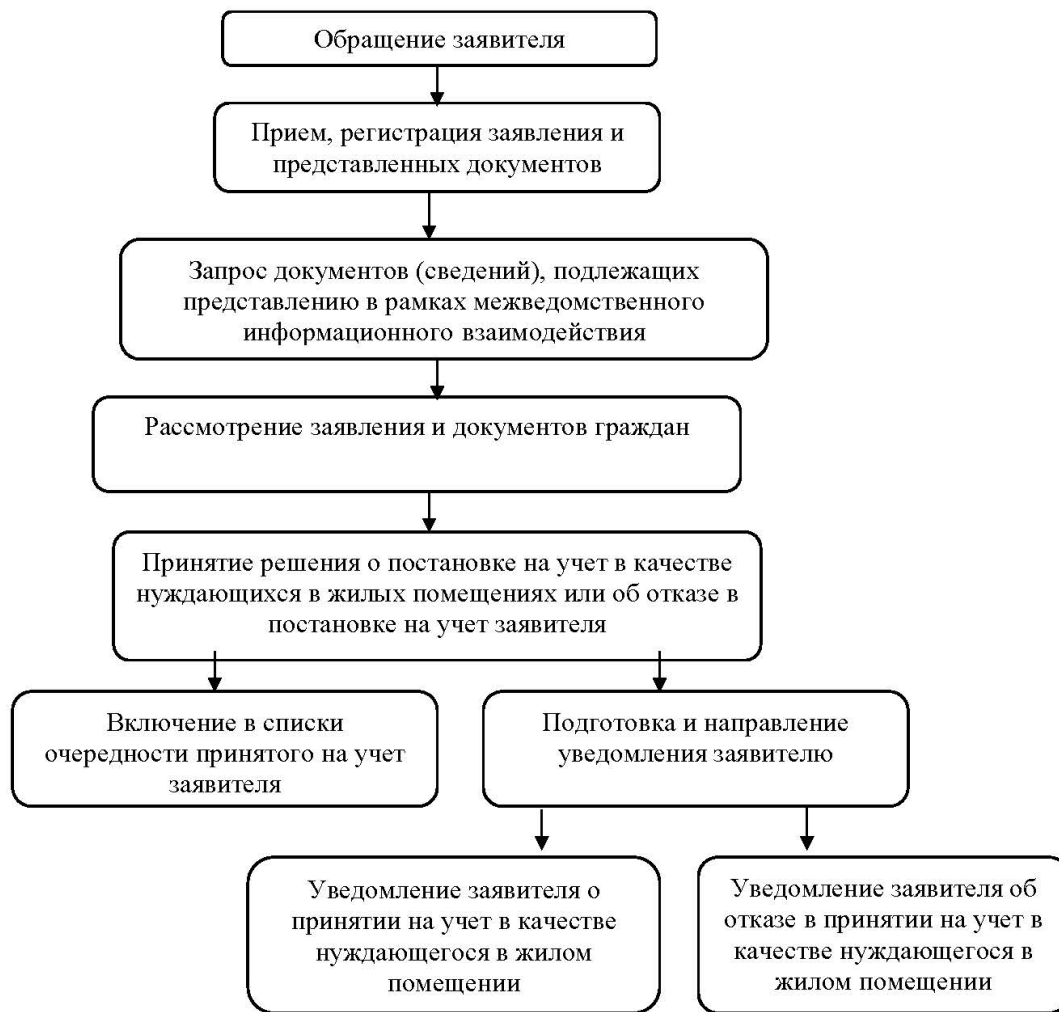 Обращение заявителя
Прием, регистрация заявления и
представленных документов
Запрос документов (сведений), подлежащих
представлению в рамках межведомственного
информационного взаимодействия
Рассмотрение заявления и документов граждан
Принятие решения о постановке на учет в качестве
нуждающихся в жилых помещениях или об отказе в
постановке на учет заявителя
Включение в списки
очередности принятого на учет
заявителя
Подготовка и направление
уведомления заявителю
Уведомление заявителя о
принятии на учет в качестве
нуждающегося в жилом
помещении
Уведомление заявителя об
отказе в принятии на учет в
качестве нуждающегося в
жилом помещении